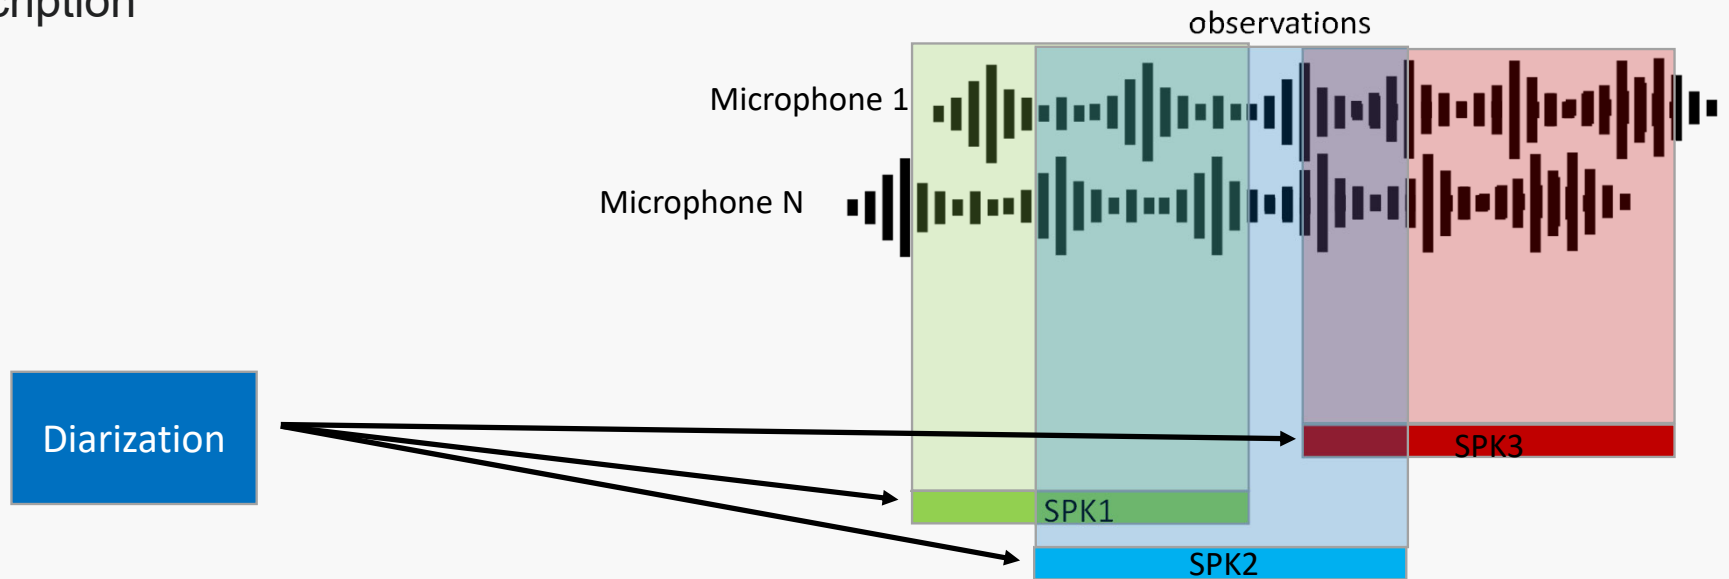 observations
Microphone 1
Microphone N
Diarization
SPK3
SPK1
SPK2